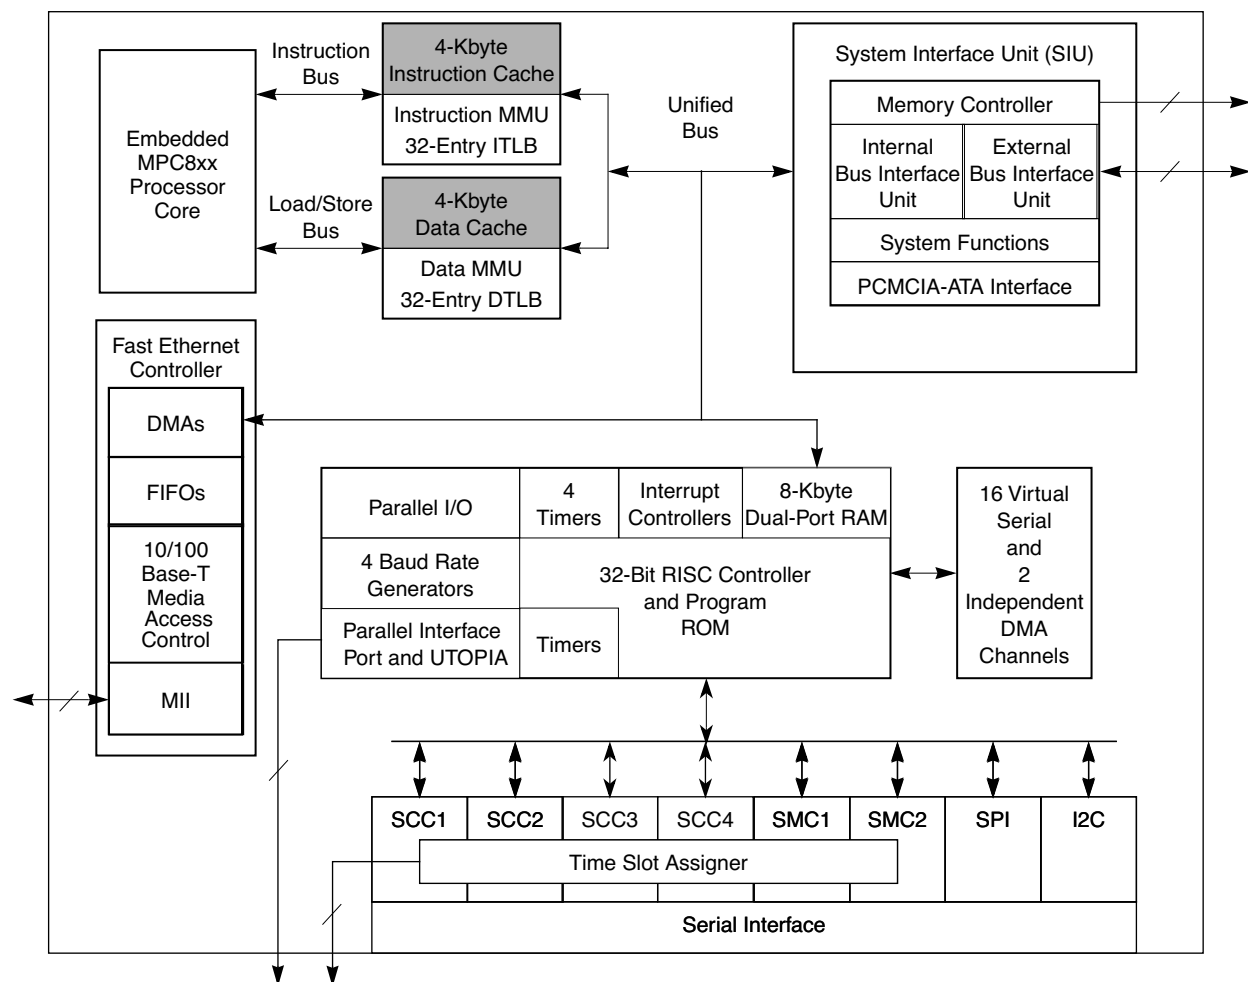 Instruction
Bus
4-Kbyte
Instruction Cache
Instruction MMU
32-Entry ITLB
Embedded
MPC8xx
Processor
Core
Load/Store
Bus
4-Kbyte
Data Cache
Data MMU
32-Entry DTLB
Unified
Bus
System Interface Unit (SIU)
Memory Controller
Internal
Bus Interface
Unit
External
Bus Interface
Unit
System Functions
PCMCIA-ATA Interface
Fast Ethernet
Controller
DMAs
FIFOs
10/100
Base-T
Media
Access
Control
MII
Parallel I/O
4
Timers
Interrupt
Controllers
8-Kbyte
Dual-Port RAM
4 Baud Rate
Generators
32-Bit RISC Controller
and Program
ROM
Parallel Interface
Port and UTOPIA
Timers
16 Virtual
Serial
and
2
Independent
DMA
Channels
SCC1
SCC2
SCC3
SCC4
SMC1
SMC2
SPI
I2C
Time Slot Assigner
Serial Interface